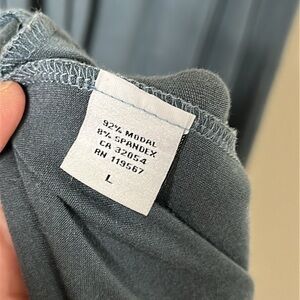 92% MODAL
8% SPANDEX
CA 32054
RN 119567
L